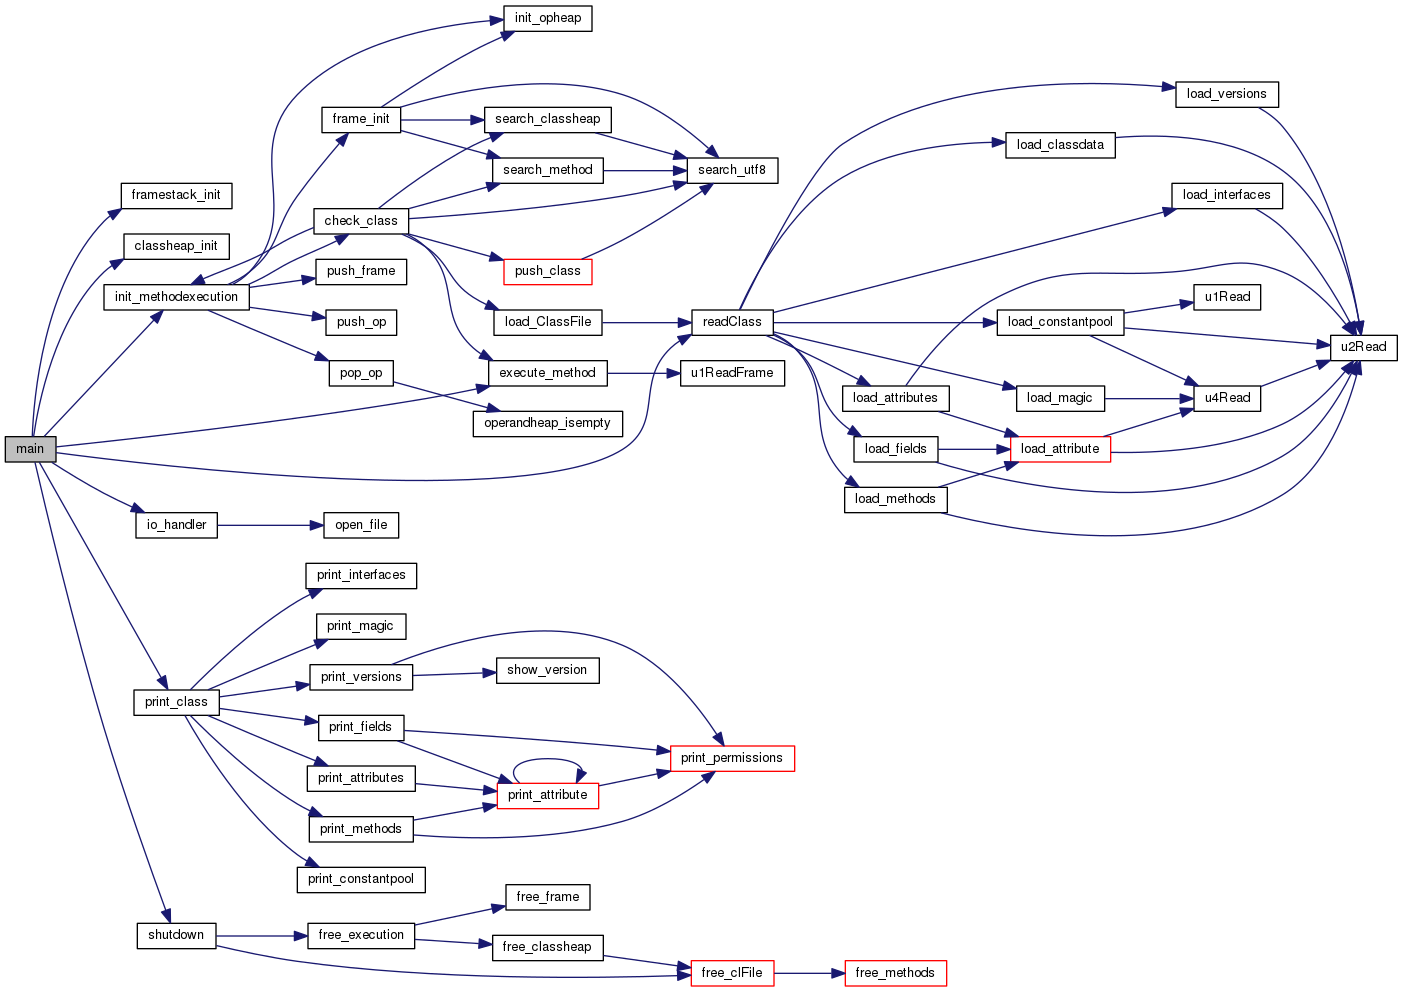 init_opheap
load_versions
frame_init
search_classheap
load_classdata
search_method
search_utf8
framestack_init
load_interfaces
check_class
classheap_init
push_frame
push_class
init_methodexecution
u1Read
push_op
load_ClassFile
readClass
load_constantpool
u2Read
pop_op
execute_method
u1ReadFrame
load_attributes
load_magic
u4Read
operandheap_isempty
main
load_fields
load_attribute
load_methods
io_handler
open_file
print_interfaces
print_magic
print_versions
show_version
print_class
print_fields
print_permissions
print_attributes
print_attribute
print_methods
print_constantpool
free_frame
shutdown
free_execution
free_classheap
free_clFile
free_methods